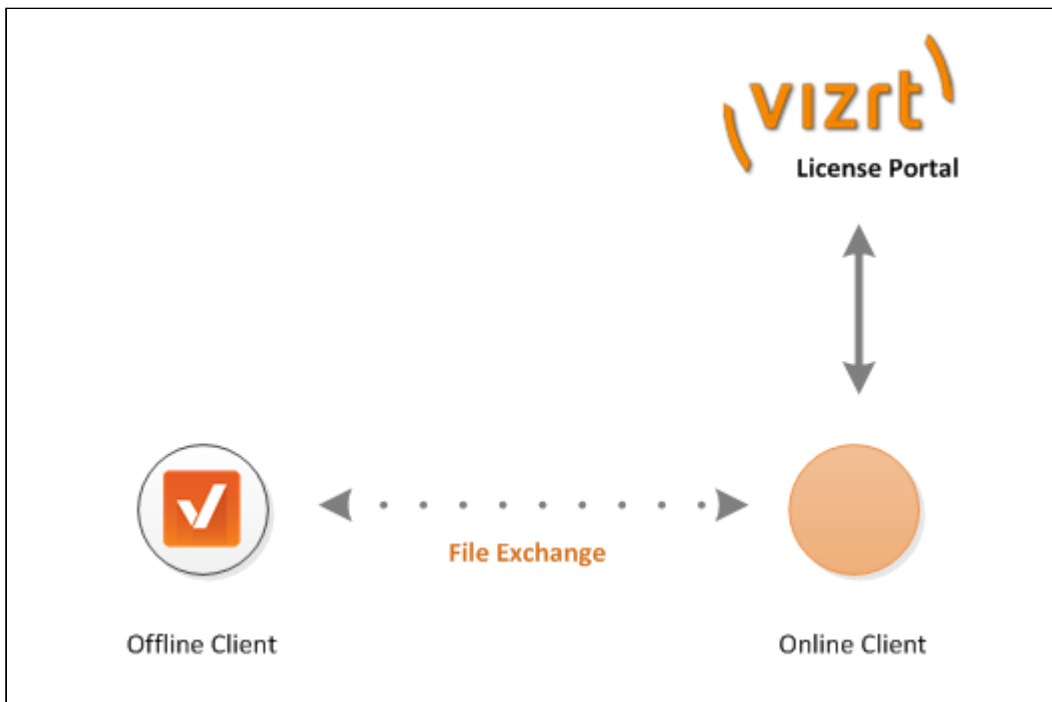 vizrt
License Portal
File Exchange
Offline Client
Online Client